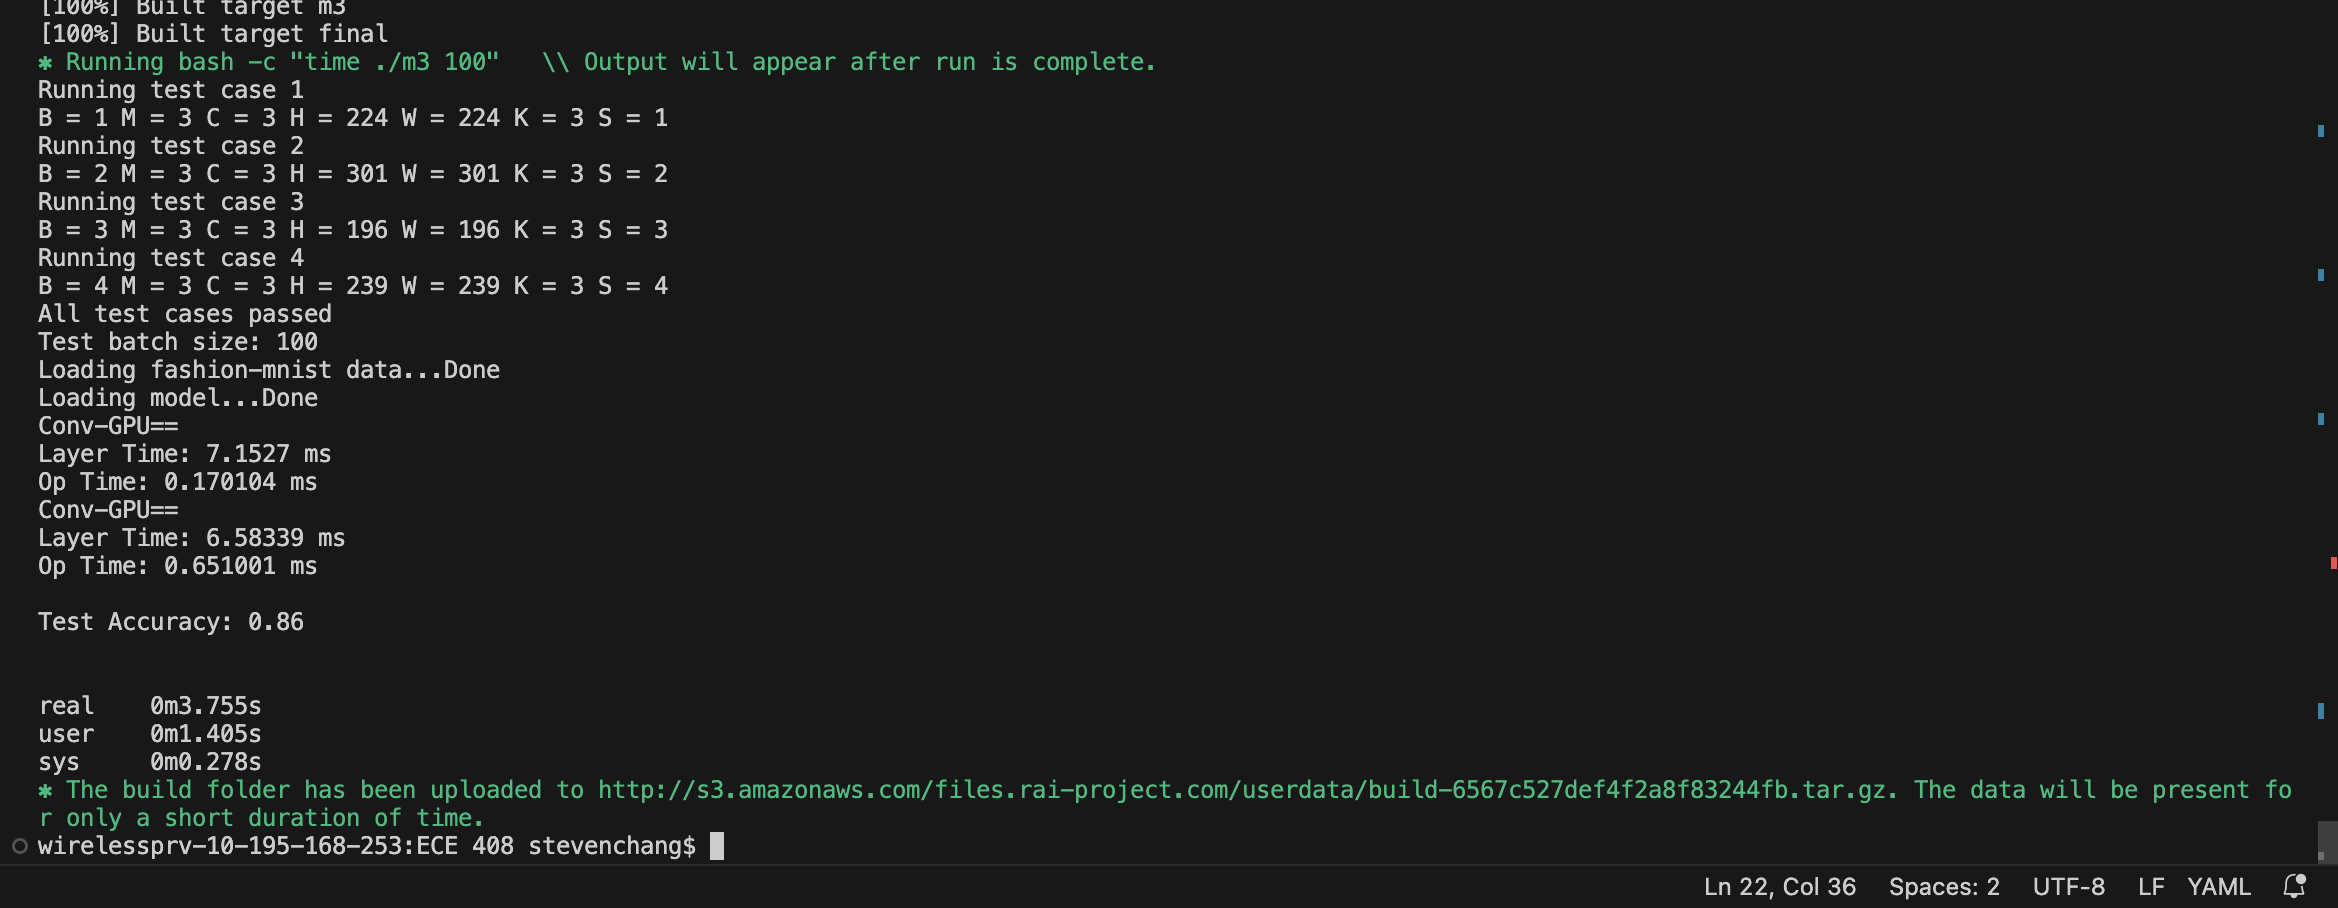 [100%] Built target m3
[100%] Built target final
✱ Running bash -c "time ./m3 100"   \\ Output will appear after run is complete.
Running test case 1
B = 1 M = 3 C = 3 H = 224 W = 224 K = 3 S = 1
Running test case 2
B = 2 M = 3 C = 3 H = 301 W = 301 K = 3 S = 2
Running test case 3
B = 3 M = 3 C = 3 H = 196 W = 196 K = 3 S = 3
Running test case 4
B = 4 M = 3 C = 3 H = 239 W = 239 K = 3 S = 4
All test cases passed
Test batch size: 100
Loading fashion-mnist data...Done
Loading model...Done
Conv-GPU==
Layer Time: 7.1527 ms
Op Time: 0.170104 ms
Conv-GPU==
Layer Time: 6.58339 ms
Op Time: 0.651001 ms
Test Accuracy: 0.86
real    0m3.755s
user    0m1.405s
sys     0m0.278s
✱ The build folder has been uploaded to http://s3.amazonaws.com/files.rai-project.com/userdata/build-6567c527def4f2a8f83244fb.tar.gz. The data will be present fo
r only a short duration of time.
wirelessprv-10-195-168-253:ECE 408 stevenchang$
Ln 22, Col 36 Spaces: 2 UTF-8 LF YAML